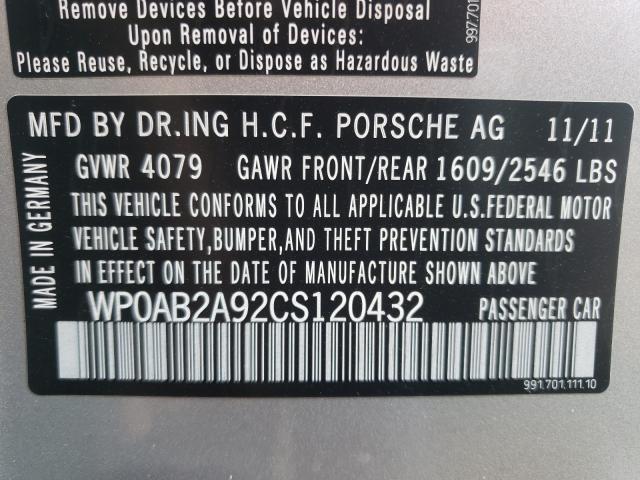 Remove Devices Before Vehicle Disposal
Upon Removal of Devices:
Please Reuse, Recycle, or Dispose as Hazardous Waste
997.701
MFD BY DR.ING H.C.F. PORSCHE AG 11/11
GVWR 4079 GAWR FRONT/REAR 1609/2546 LBS
THIS VEHICLE CONFORMS TO ALL APPLICABLE U.S.FEDERAL MOTOR
VEHICLE SAFETY,BUMPER,AND THEFT PREVENTION STANDARDS
IN EFFECT ON THE DATE OF MANUFACTURE SHOWN ABOVE.
WP0AB2A92CS120432 PASSENGER CAR
MADE IN GERMANY
991.701.111.10